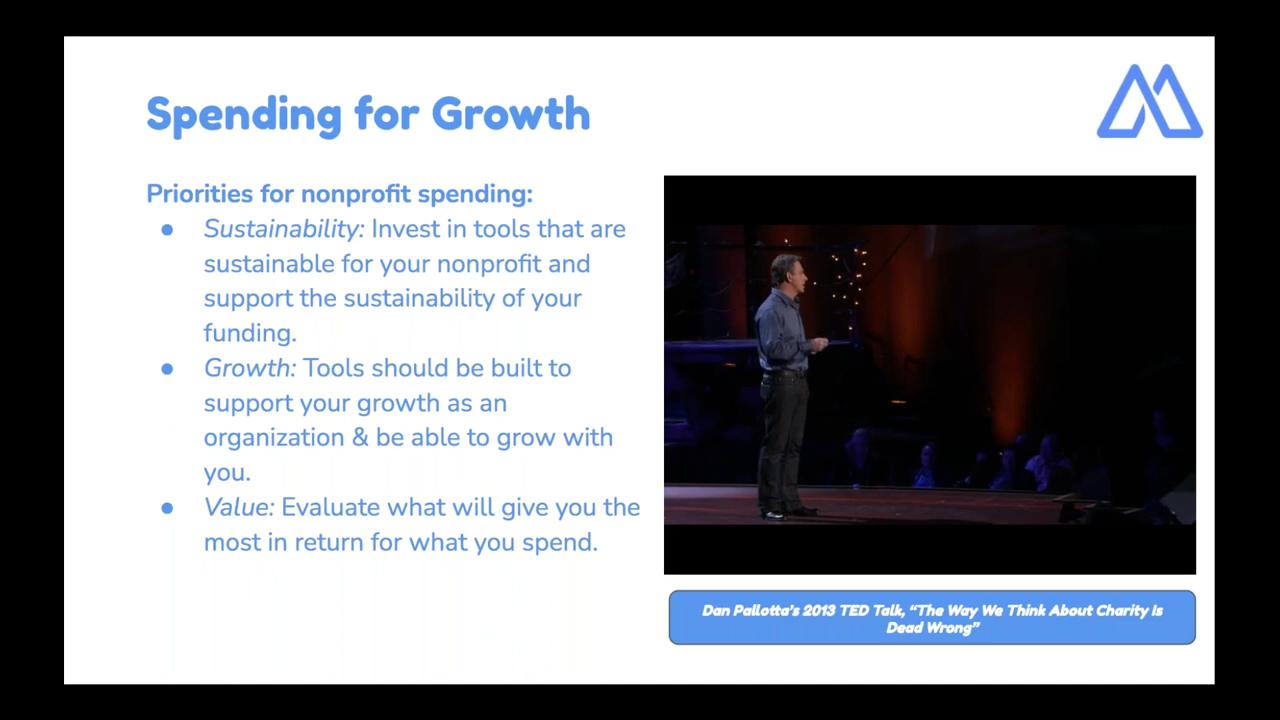 Spending for Growth
Priorities for nonprofit spending:
● Sustainability: Invest in tools that are
sustainable for your nonprofit and
support the sustainability of your
funding.
● Growth: Tools should be built to
support your growth as an
organization & be able to grow with
you.
● Value: Evaluate what will give you the
most in return for what you spend.
Dan Pallotta's 2013 TED Talk, “The Way We Think About Charity Is
Dead Wrong”